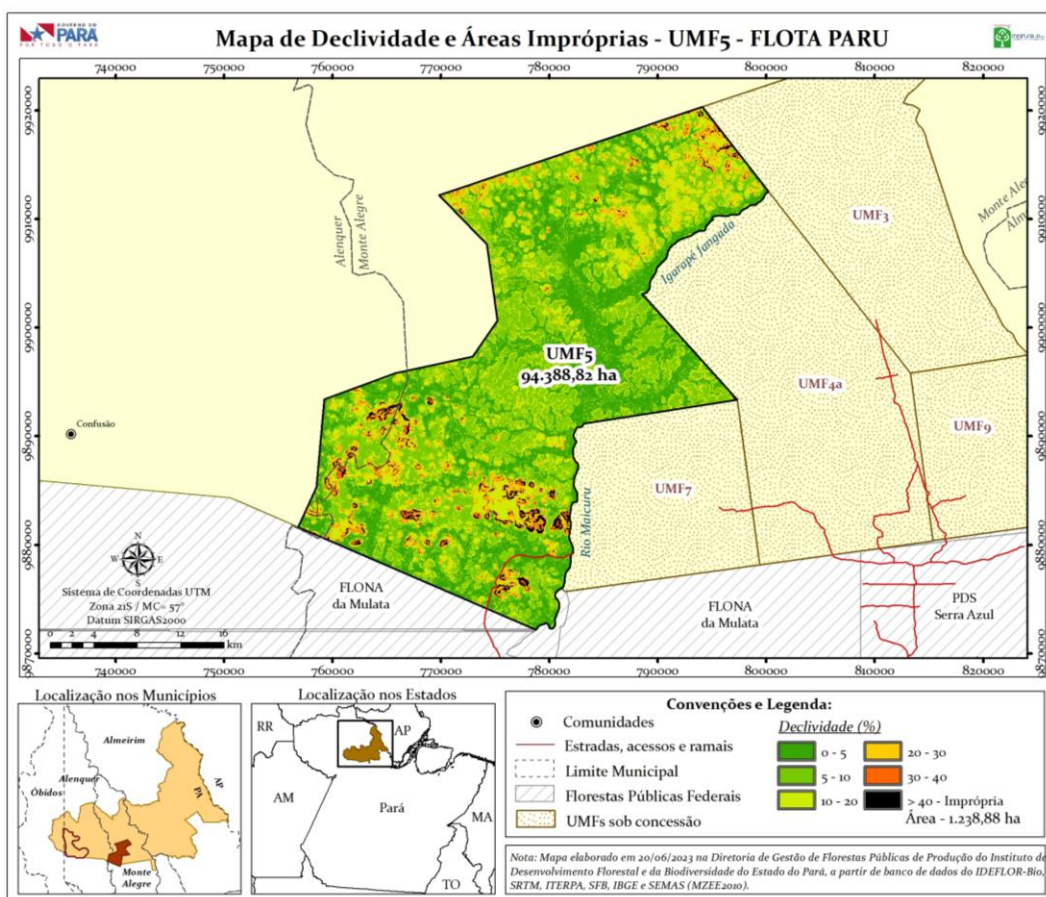 GOVERNO DO
PARÁ
POR TODO O PARÁ
Mapa de Declividade e Áreas Impróprias - UMF5 - FLOTA PARU
740000 750000 760000 770000 780000 790000 800000 810000 820000
9920000 9920000
9910000 9910000
9900000 9900000
9890000 9890000
9880000 9880000
9870000 9870000
Alenquer
Monte Alegre
Igarapé Jangada
UMF3
Monte Ale
Alm
UMF5
94.388,82 ha
UMF4a
UMF9
Confusão
UMF7
Rio Maicuru
N
W E
S
Sistema de Coordenadas UTM
Zona 21S / MC= 57°
Datum SIRGAS2000
0 2 4 8 12 16
km
FLONA
da Mulata
FLONA
da Mulata
PDS
Serra Azul
740000 750000 760000 770000 780000 790000 800000 810000 820000
Localização nos Municípios
Almeirim
Alenquer
Óbidos
AP
PA
Monte
Alegre
Localização nos Estados
RR
AP
AM
Pará
MA
TO
Convenções e Legenda:
Comunidades
Estradas, acessos e ramais
Limite Municipal
Florestas Públicas Federais
UMFs sob concessão
Declividade (%)
0 - 5
5 - 10
10 - 20
20 - 30
30 - 40
> 40 - Imprópria
Área - 1.238,88 ha
Nota: Mapa elaborado em 20/06/2023 na Diretoria de Gestão de Florestas Públicas de Produção do Instituto de
Desenvolvimento Florestal e da Biodiversidade do Estado do Pará, a partir de banco de dados do IDEFLOR-Bio,
SRTM, ITERPA, SFB, IBGE e SEMAS (MZEE2010).